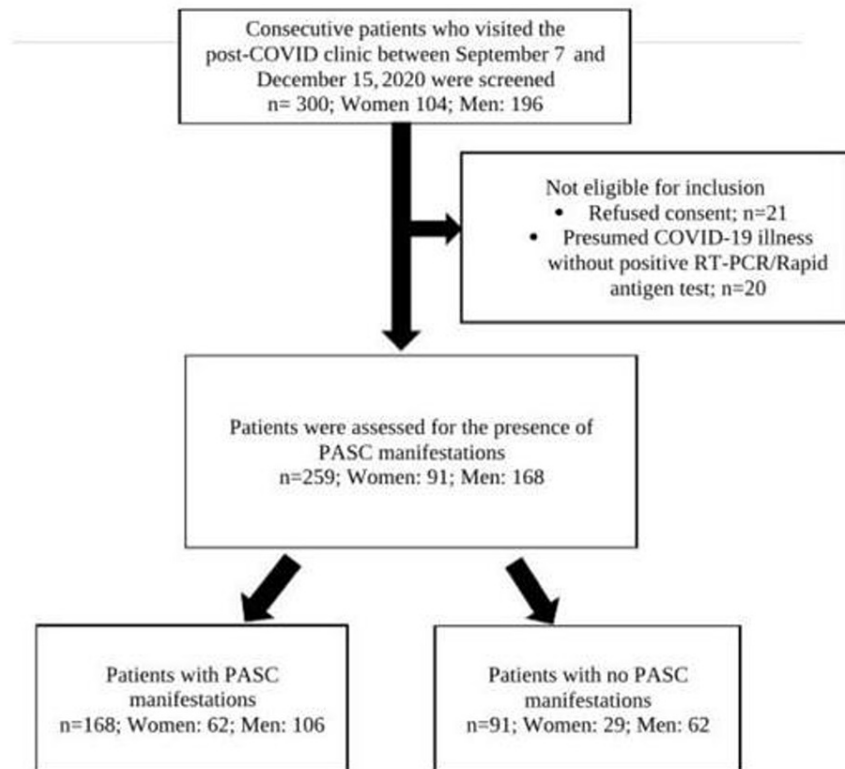 Consecutive patients who visited the
post-COVID clinic between September 7 and
December 15, 2020 were screened
n= 300; Women 104; Men: 196
Not eligible for inclusion
• Refused consent; n=21
• Presumed COVID-19 illness
without positive RT-PCR/Rapid
antigen test; n=20
Patients were assessed for the presence of
PASC manifestations
n=259; Women: 91; Men: 168
Patients with PASC
manifestations
n=168; Women: 62; Men: 106
Patients with no PASC
manifestations
n=91; Women: 29; Men: 62